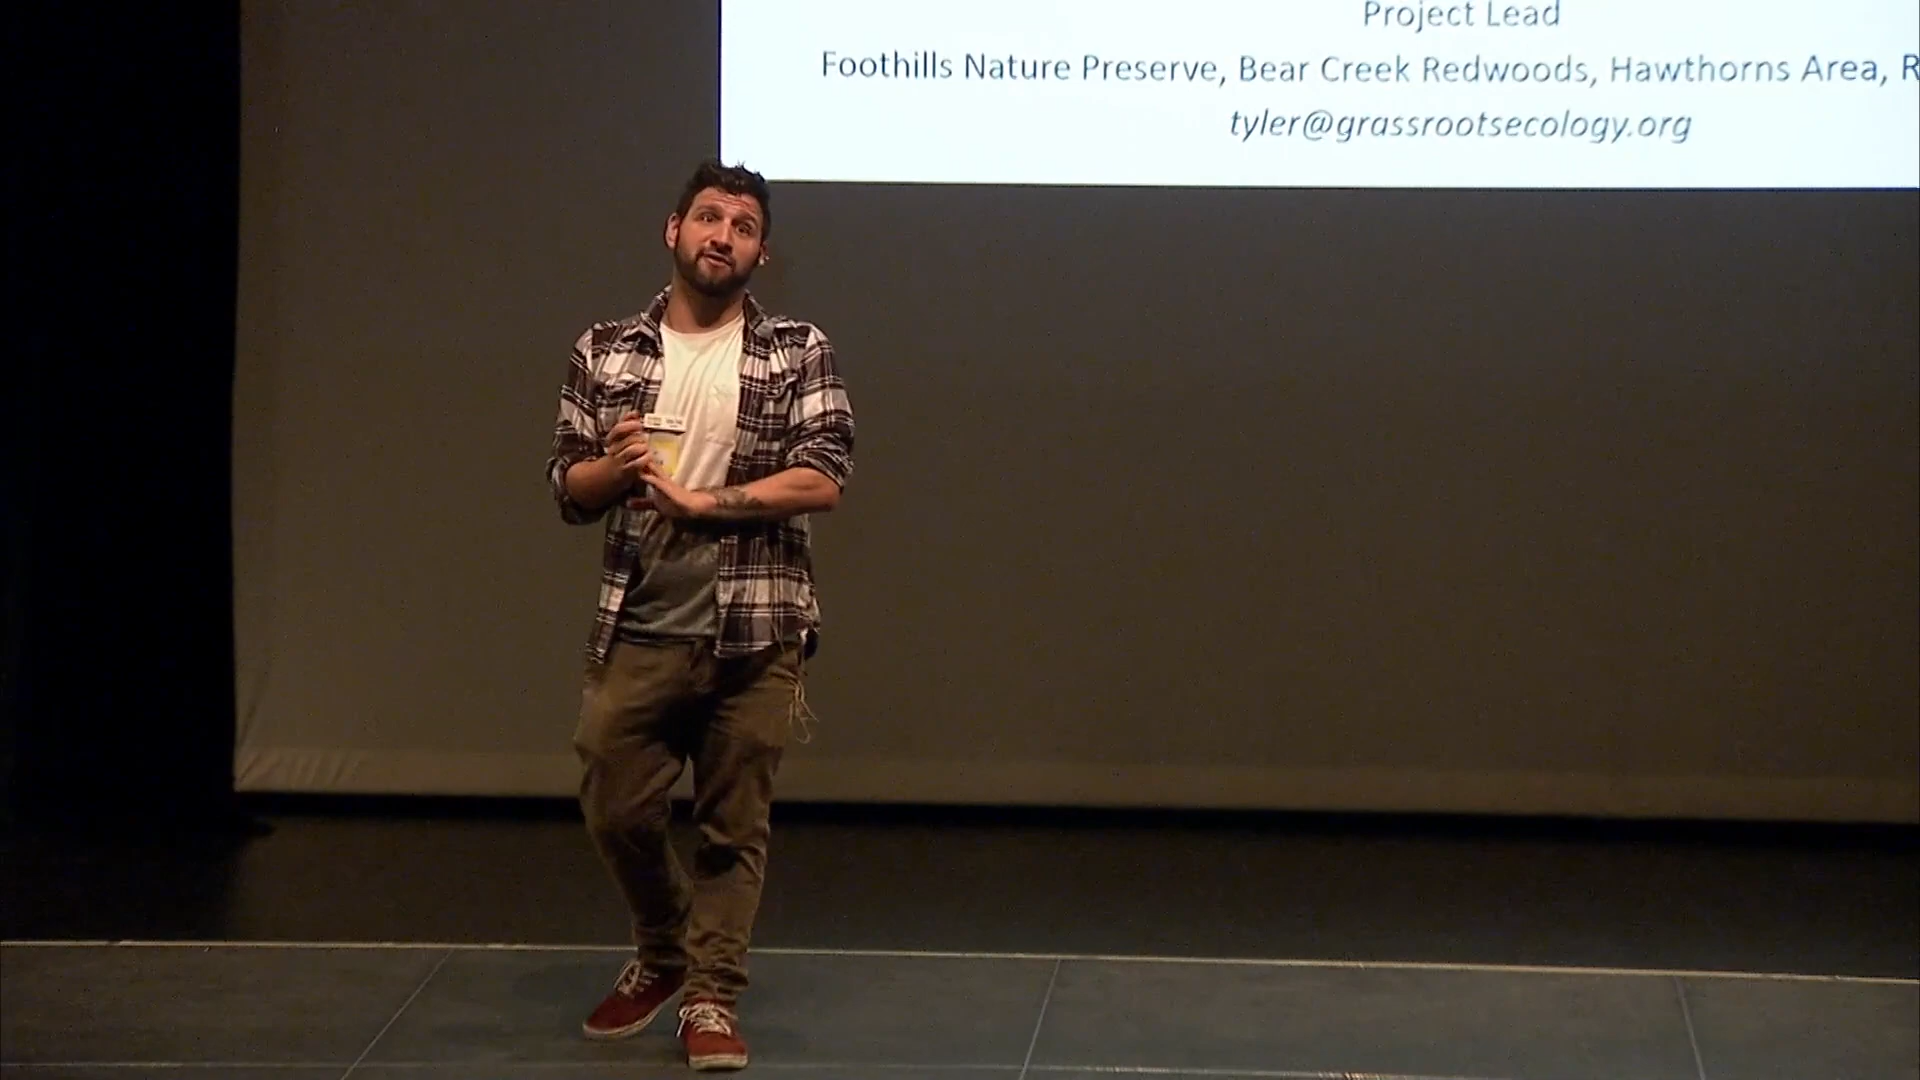 Project Lead
Foothills Nature Preserve, Bear Creek Redwoods, Hawthorns Area, R
tyler@grassrootsecology.org